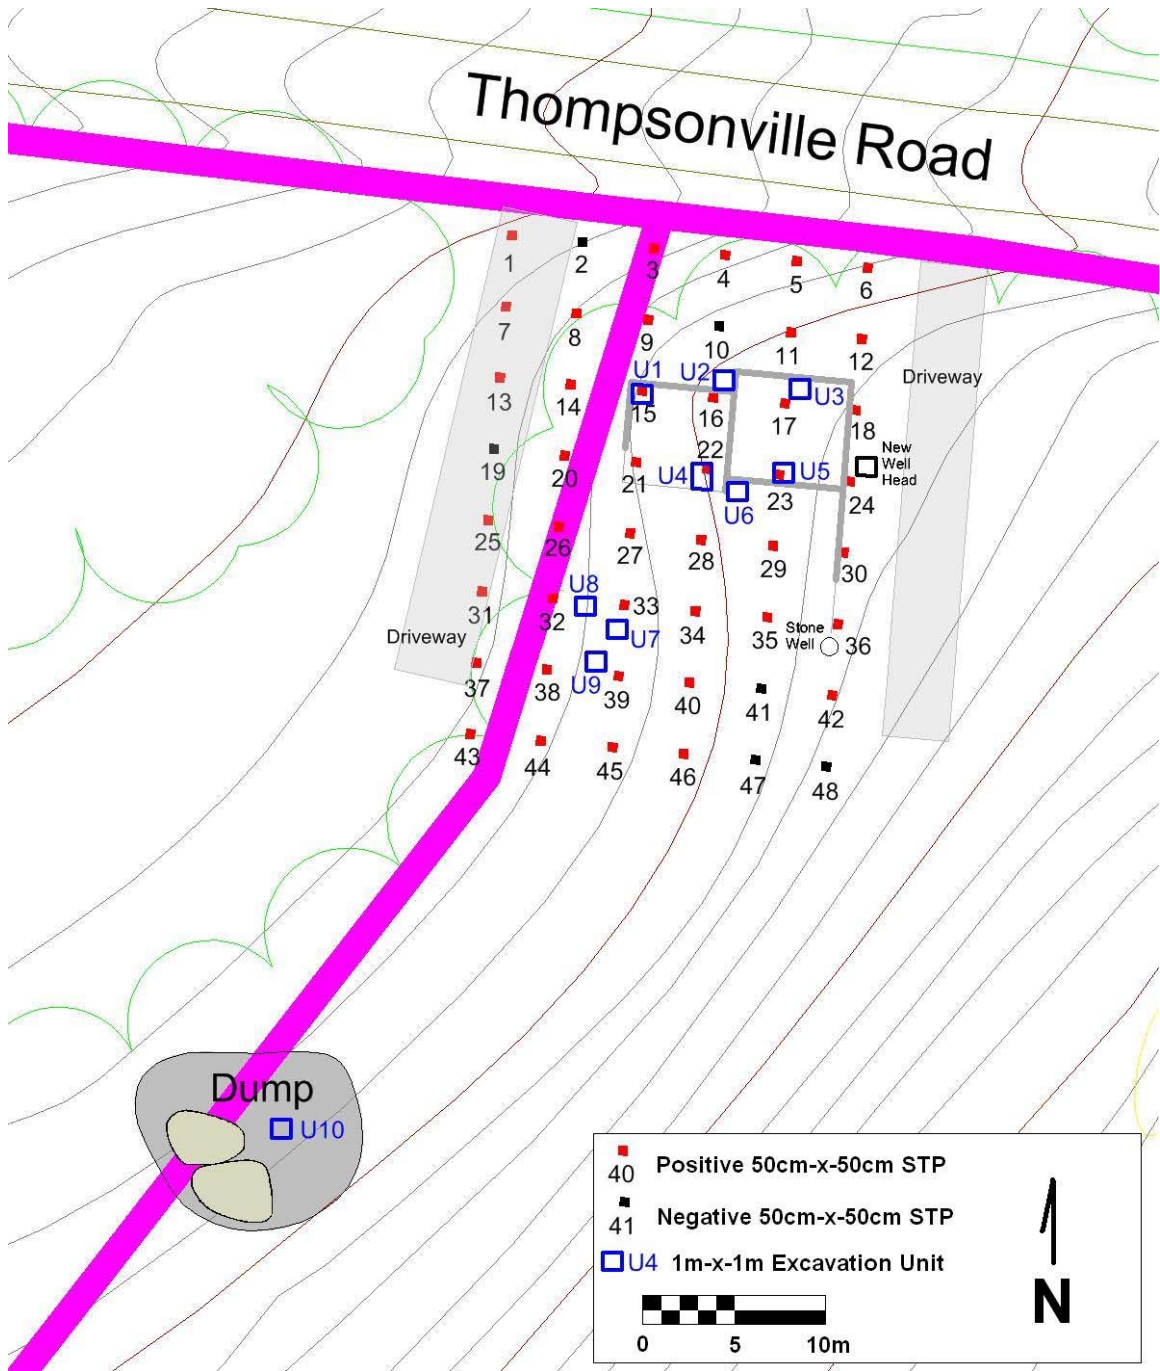 Thompsonville Road
1
2
3
4
5
6
7
8
9
10
11
12
U1
U2
U3
Driveway
13
14
15
16
17
18
New
Well
Head
19
20
21
22
U4
U5
23
24
U6
25
26
27
28
29
30
U8
31
32
33
U7
34
35
Stone
Well
36
Driveway
37
38
U9
39
40
41
42
43
44
45
46
47
48
Dump
U10
40 Positive 50cm-x-50cm STP
41 Negative 50cm-x-50cm STP
U4 1m-x-1m Excavation Unit
0 5 10m
N